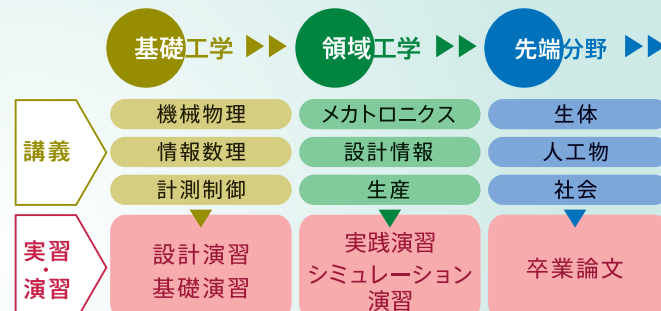 基礎工学
領域工学
先端分野
講義
機械物理
メカトロニクス
生体
情報数理
設計情報
人工物
計測制御
生産
社会
実習
・
演習
設計演習
基礎演習
実践演習
シミュレーション
演習
卒業論文